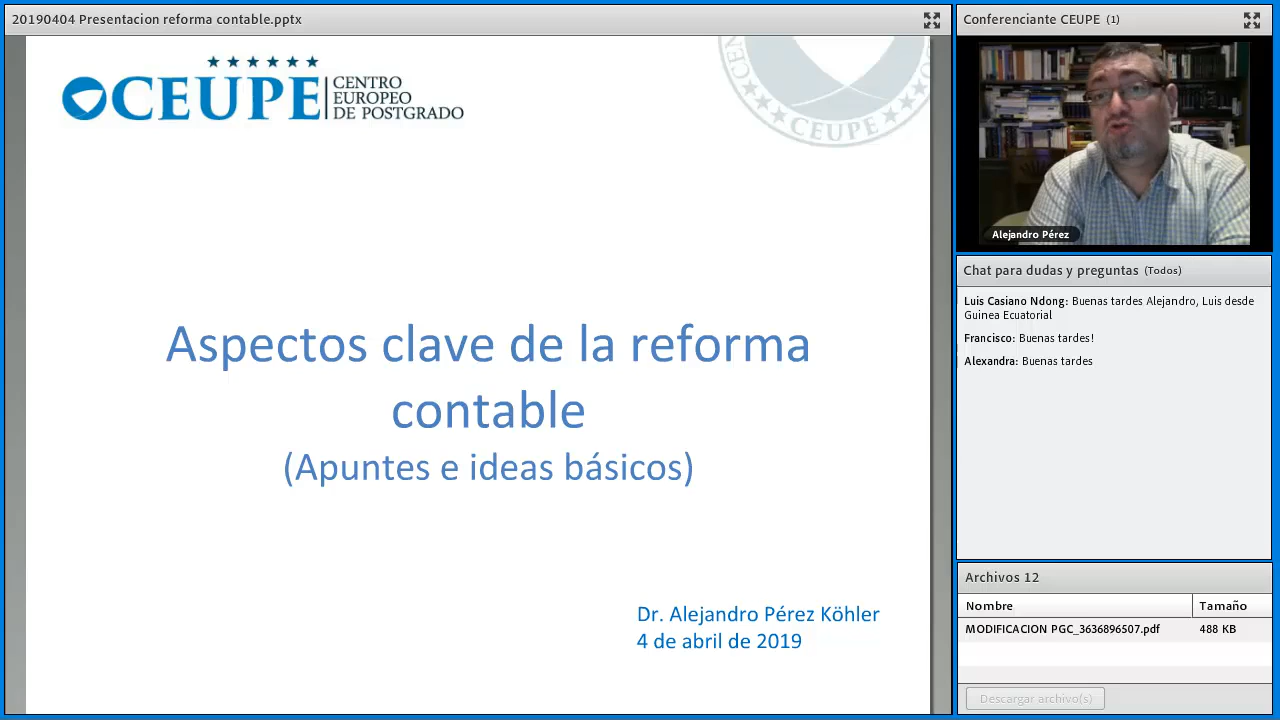 20190404 Presentacion reforma contable.pptx
CEUPE
CENTRO
EUROPEO
DE POSTGRADO
CEUPE
Aspectos clave de la reforma
contable
(Apuntes e ideas básicos)
Dr. Alejandro Pérez Köhler
4 de abril de 2019
Conferenciante CEUPE (1)
Alejandro Pérez
Chat para dudas y preguntas (Todos)
Luis Casiano Ndong: Buenas tardes Alejandro, Luis desde
Guinea Ecuatorial
Francisco: Buenas tardes!
Alexandra: Buenas tardes
Archivos 12
Nombre Tamaño
MODIFICACION PGC_3636896507.pdf 488 KB
Descargar archivo(s)